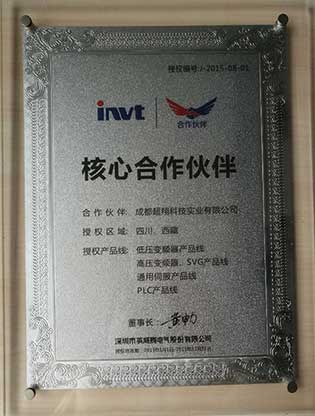 授权编号:J-2015-08-01
invt
合作伙伴
核心合作伙伴
合作伙伴:成都超翔科技实业有限公司
授权区域:四川、西藏
授权产品线:低压变频器产品线
高压变频器、SVG产品线
通用伺服产品线
PLC产品线
董事长:
深圳市英威腾电气股份有限公司